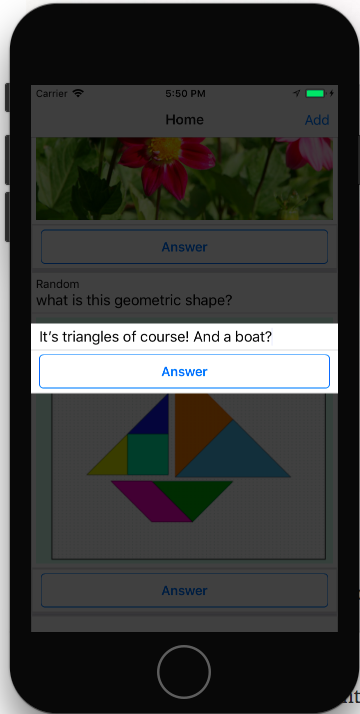 Carrier
5:50 PM
Home
Add
Answer
Random
what is this geometric shape?
It's triangles of course! And a boat?
Answer
Answer